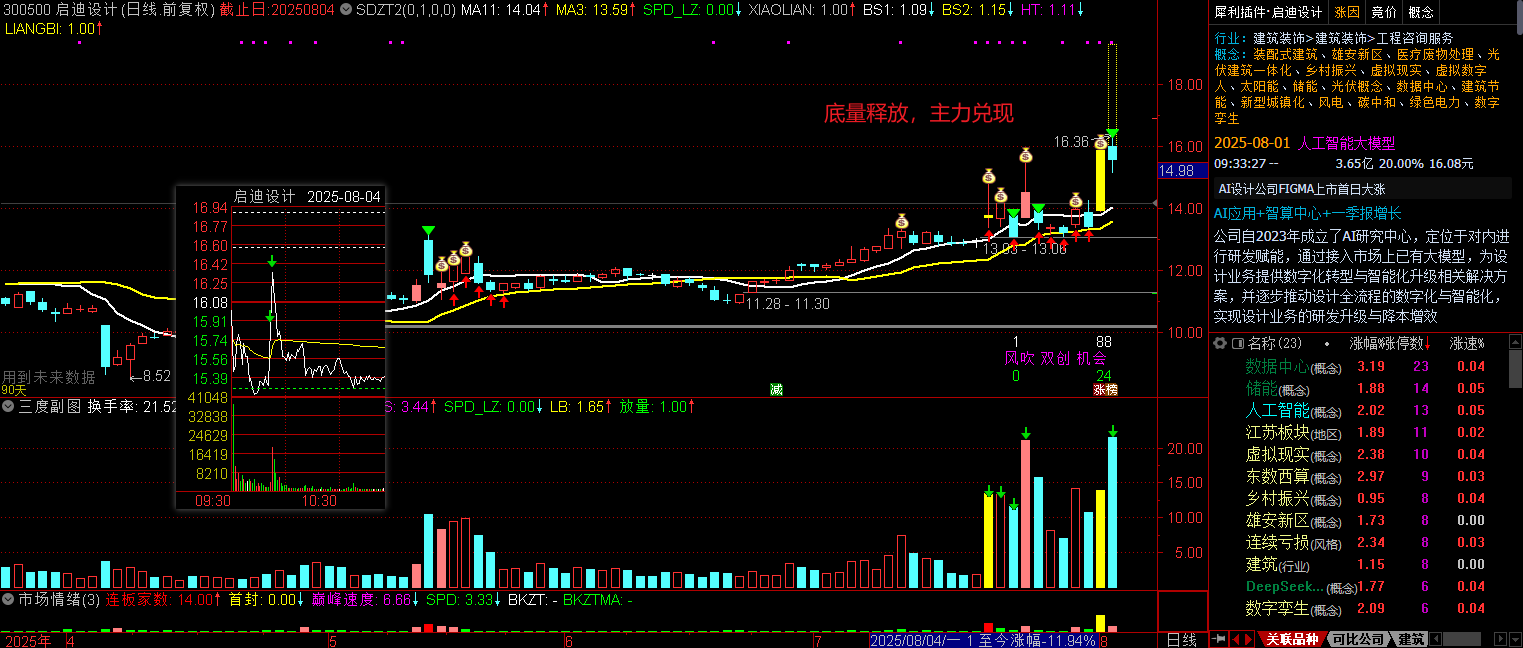 300500 启迪设计 (日线 前复权) 截止日:20250804 SDZT2(0,1,0,0) MA11: 14.04↑ MA3: 13.59↑ SPD_LZ: 0.00↓ XIAOLIAN: 1.00↑ BS1: 1.09↓ BS2: 1.15↓ HT: 1.11↓
LIANGBI: 1.00↑
底量释放，主力兑现
16.36
18.00
16.00
14.98
14.00
12.00
10.00
13.93 - 13.06
11.28 - 11.30
启迪设计 2025-08-04
18.94
18.77
18.60
18.42
18.25
16.08
15.91
15.74
15.56
15.39
41048
32838
24629
16419
8210
09:30 10:30
用到未来数据
←8.52
90天
1 88
风吹 双创 机会
0 24
减
涨榜
三度副图 换手率: 21.52
S: 3.44↑ SPD_LZ: 0.00↓ LB: 1.65↑ 放量: 1.00↑
20.00
15.00
10.00
5.00
市场情绪(3) 连板家数: 14.00↑ 首封: 0.00↓ 巅峰速度: 6.66↓ SPD: 3.33↓ BKZT: - BKZTMA: -
2025年 4 5 6 7 2025/08/04/一 1 至今涨幅-11.94% 8 日线
犀利插件·启迪设计 涨因 竞价 概念
行业: 建筑装饰>建筑装饰>工程咨询服务
概念: 装配式建筑、雄安新区、医疗废物处理、光
伏建筑一体化、乡村振兴、虚拟现实、虚拟数字
人、太阳能、储能、光伏概念、数据中心、建筑节
能、新型城镇化、风电、碳中和、绿色电力、数字
孪生
2025-08-01 人工智能大模型
09:33:27 -- 3.65亿 20.00% 16.08元
AI设计公司FIGMA上市首日大涨
AI应用+智算中心+一季报增长
公司自2023年成立了AI研究中心，定位于对内进
行研发赋能，通过接入市场上已有大模型，为设
计业务提供数字化转型与智能化升级相关解决方
案，并逐步推动设计全流程的数字化与智能化，
实现设计业务的研发升级与降本增效
名称(23) 涨幅% 涨停数↓ 涨速%
数据中心(概念) 3.19 23 0.04
储能(概念) 1.88 14 0.05
人工智能(概念) 2.02 13 0.05
江苏板块(地区) 1.89 11 0.02
虚拟现实(概念) 2.38 10 0.04
东数西算(概念) 2.97 9 0.03
乡村振兴(概念) 0.95 8 0.04
雄安新区(概念) 1.73 8 0.00
连续亏损(风格) 2.34 8 0.03
建筑(行业) 1.15 8 0.00
DeepSeek...(概念) 1.77 6 0.04
数字孪生(概念) 2.09 6 0.04
关联品种 可比公司 建筑